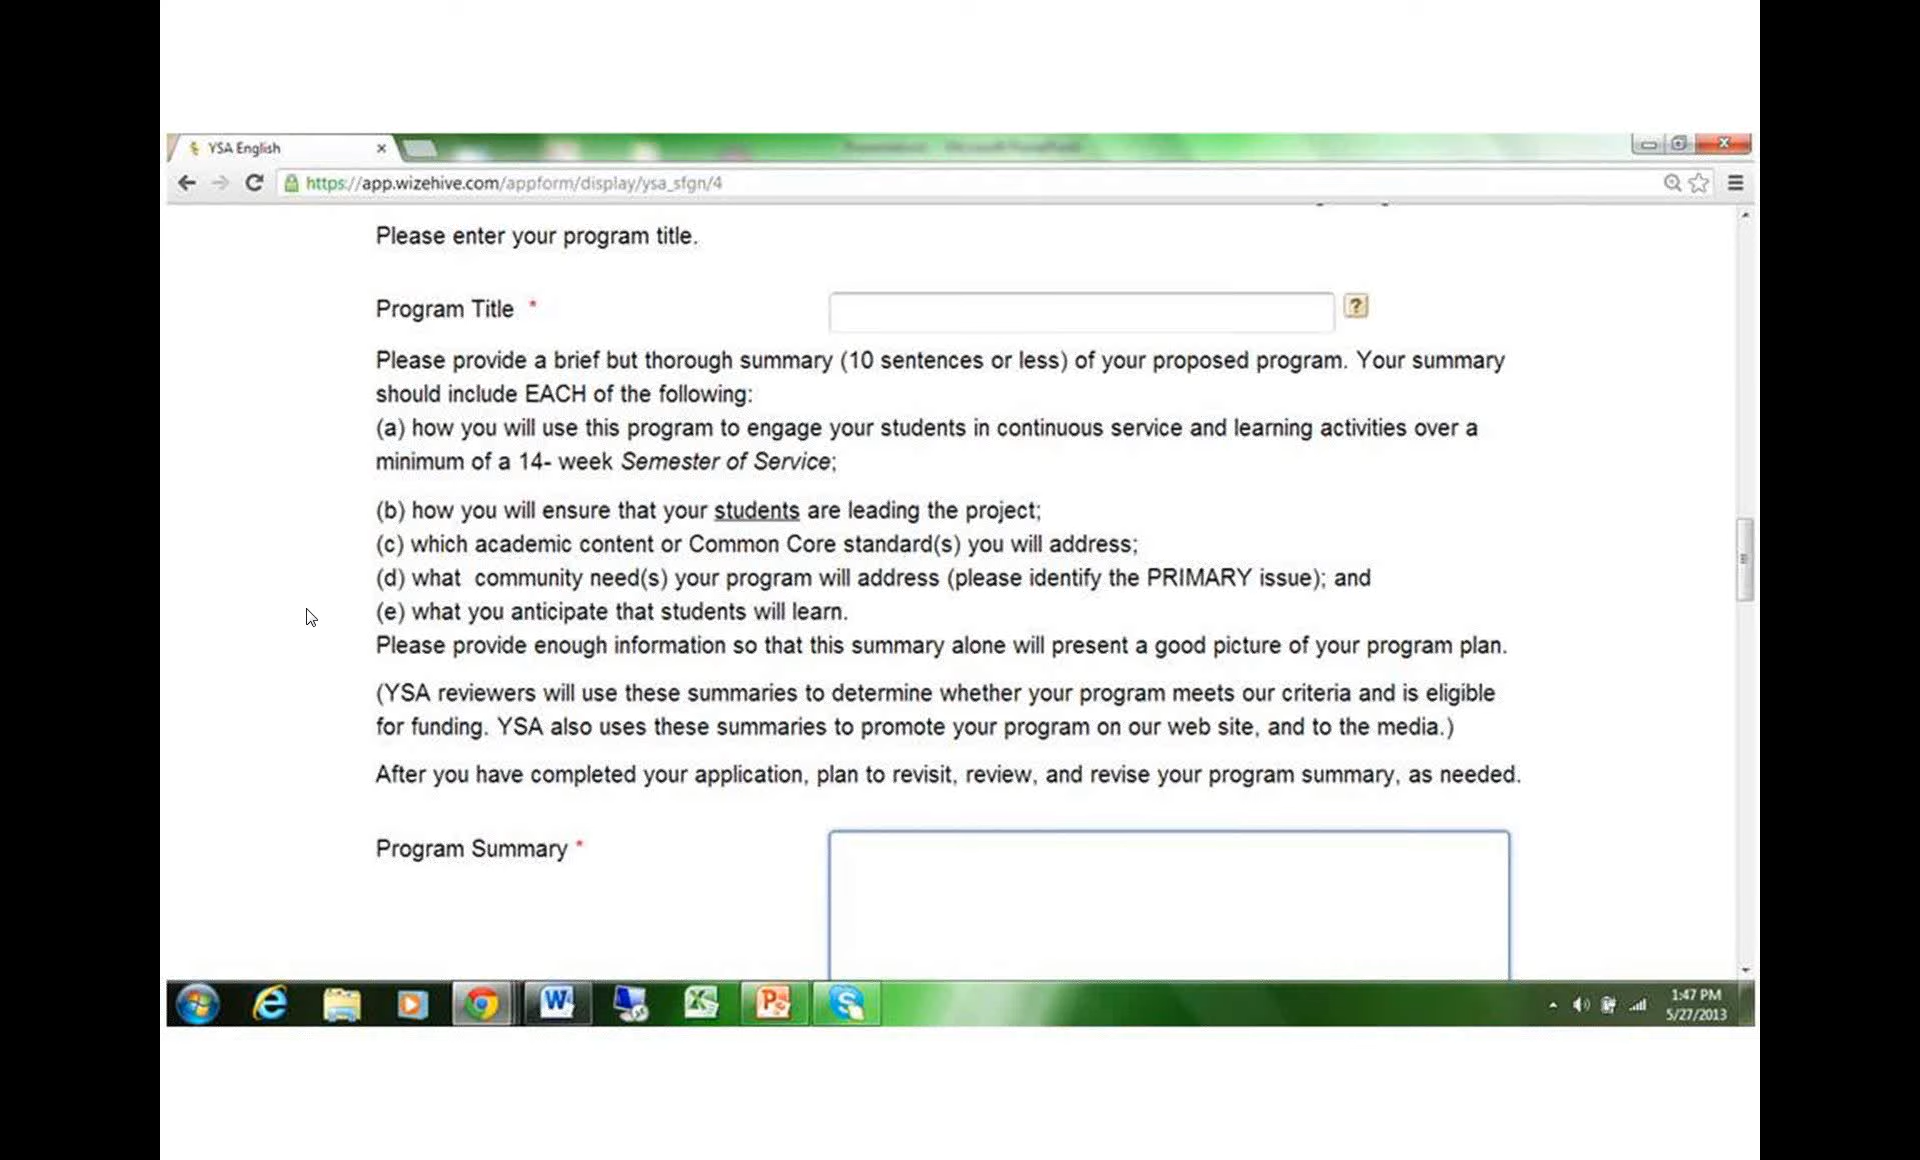 YSA English
https://app.wizehive.com/appform/display/ysa_sfgn/4
Please enter your program title.
Program Title *
?
Please provide a brief but thorough summary (10 sentences or less) of your proposed program. Your summary
should include EACH of the following:
(a) how you will use this program to engage your students in continuous service and learning activities over a
minimum of a 14- week Semester of Service;
(b) how you will ensure that your students are leading the project;
(c) which academic content or Common Core standard(s) you will address;
(d) what community need(s) your program will address (please identify the PRIMARY issue); and
(e) what you anticipate that students will learn.
Please provide enough information so that this summary alone will present a good picture of your program plan.
(YSA reviewers will use these summaries to determine whether your program meets our criteria and is eligible
for funding. YSA also uses these summaries to promote your program on our web site, and to the media.)
After you have completed your application, plan to revisit, review, and revise your program summary, as needed.
Program Summary *
1:47 PM
5/27/2013